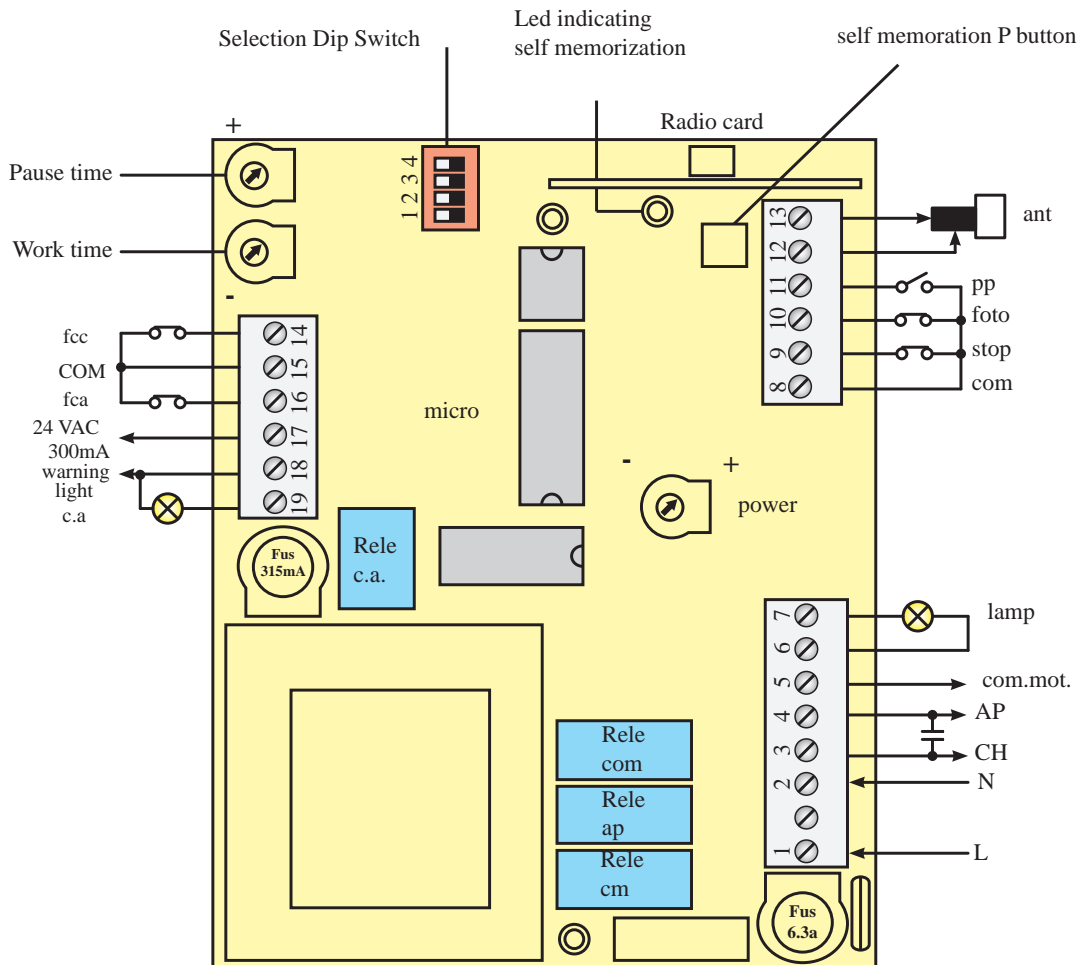 Selection Dip Switch
Led indicating
self memorization
self memoration P button
Radio card
+
Pause time
Work time
-
1 2 3 4
13
12
11
10
9
8
ant
pp
foto
stop
com
fcc
COM
fca
24 VAC
300mA
warning
light
c.a
14
15
16
17
18
19
micro
-
+
power
Fus
315mA
Rele
c.a.
7
6
5
4
3
2
1
lamp
com.mot.
AP
CH
N
L
Rele
com
Rele
ap
Rele
cm
Fus
6.3a